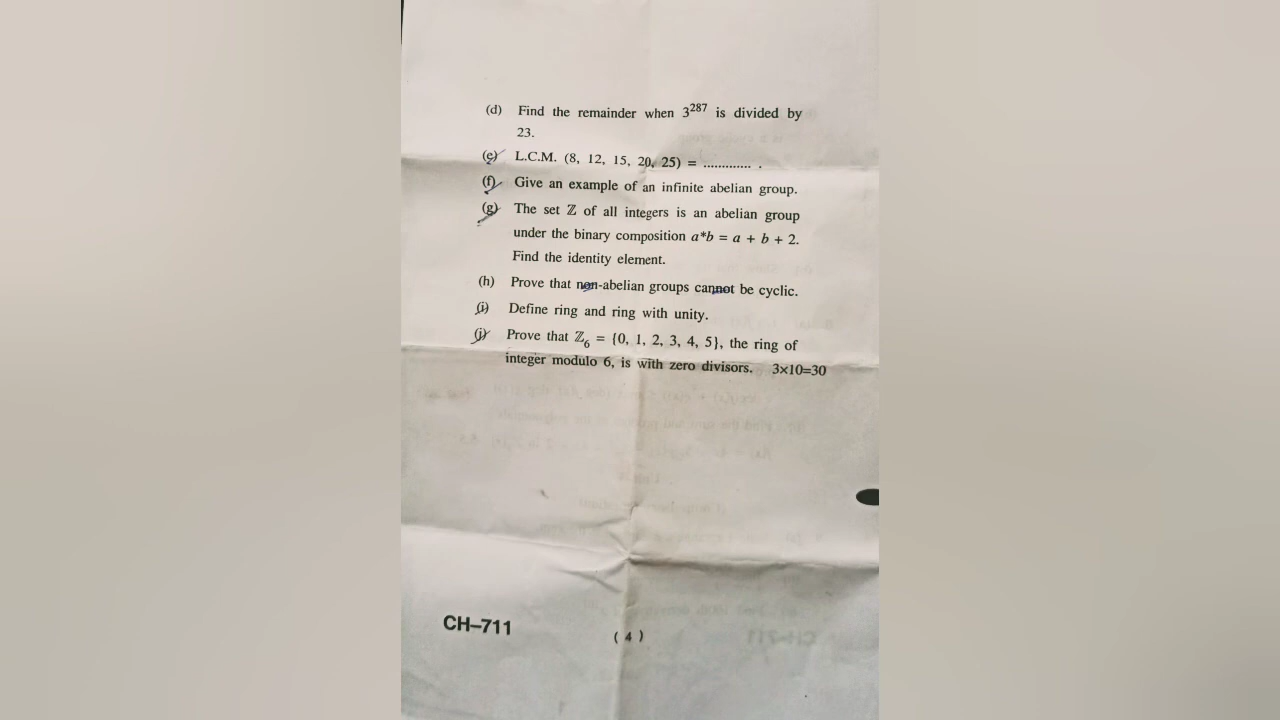 (d) Find the remainder when 3²⁸⁷ is divided by
23.
(e) L.C.M. (8, 12, 15, 20, 25) = ............. .
(f) Give an example of an infinite abelian group.
(g) The set ℤ of all integers is an abelian group
under the binary composition a*b = a + b + 2.
Find the identity element.
(h) Prove that non-abelian groups cannot be cyclic.
(i) Define ring and ring with unity.
(j) Prove that ℤ₆ = {0, 1, 2, 3, 4, 5}, the ring of
integer modulo 6, is with zero divisors. 3×10=30
CH–711
( 4 )